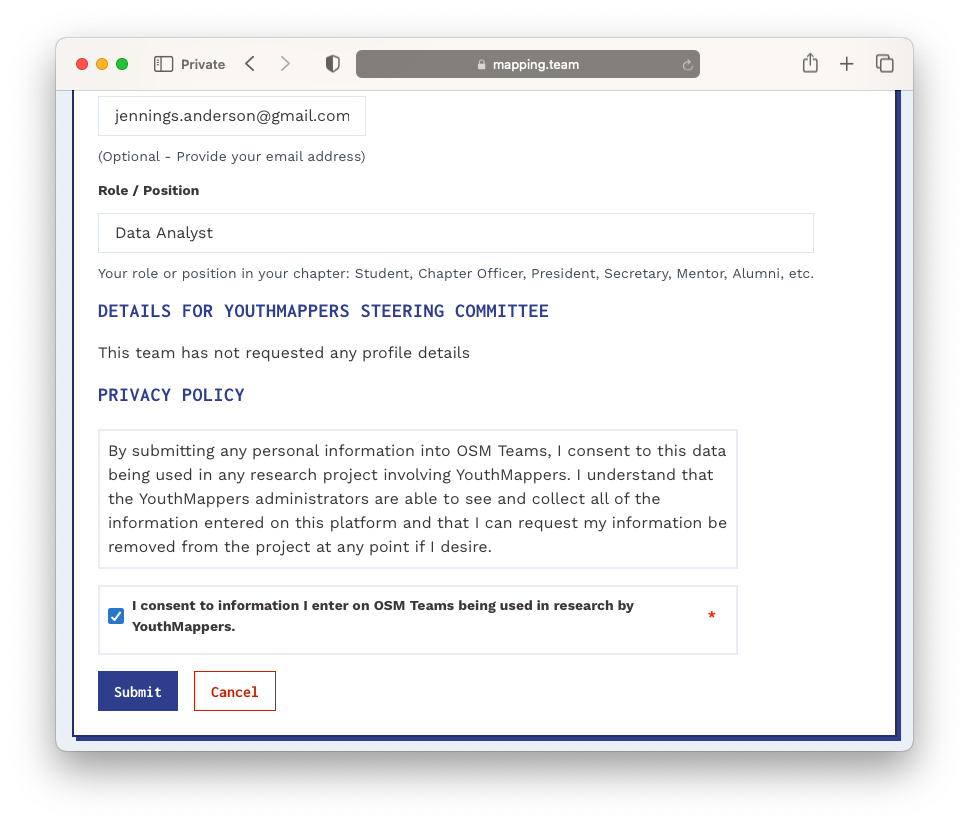 Private
mapping.team
jennings.anderson@gmail.com
(Optional - Provide your email address)
Role / Position
Data Analyst
Your role or position in your chapter: Student, Chapter Officer, President, Secretary, Mentor, Alumni, etc.
DETAILS FOR YOUTHMAPPERS STEERING COMMITTEE
This team has not requested any profile details
PRIVACY POLICY
By submitting any personal information into OSM Teams, I consent to this data
being used in any research project involving YouthMappers. I understand that
the YouthMappers administrators are able to see and collect all of the
information entered on this platform and that I can request my information be
removed from the project at any point if I desire.
I consent to information I enter on OSM Teams being used in research by
YouthMappers.
*
Submit
Cancel